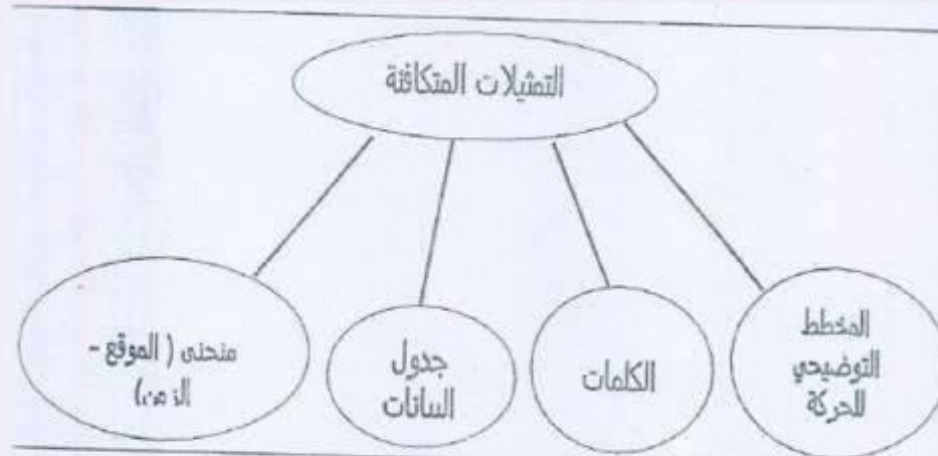 التمثيلات المتكافئة
المخطط
التوضيحي
للحركة
الكلمات
جدول
البيانات
منحنى ( الموقع -
الزمن)